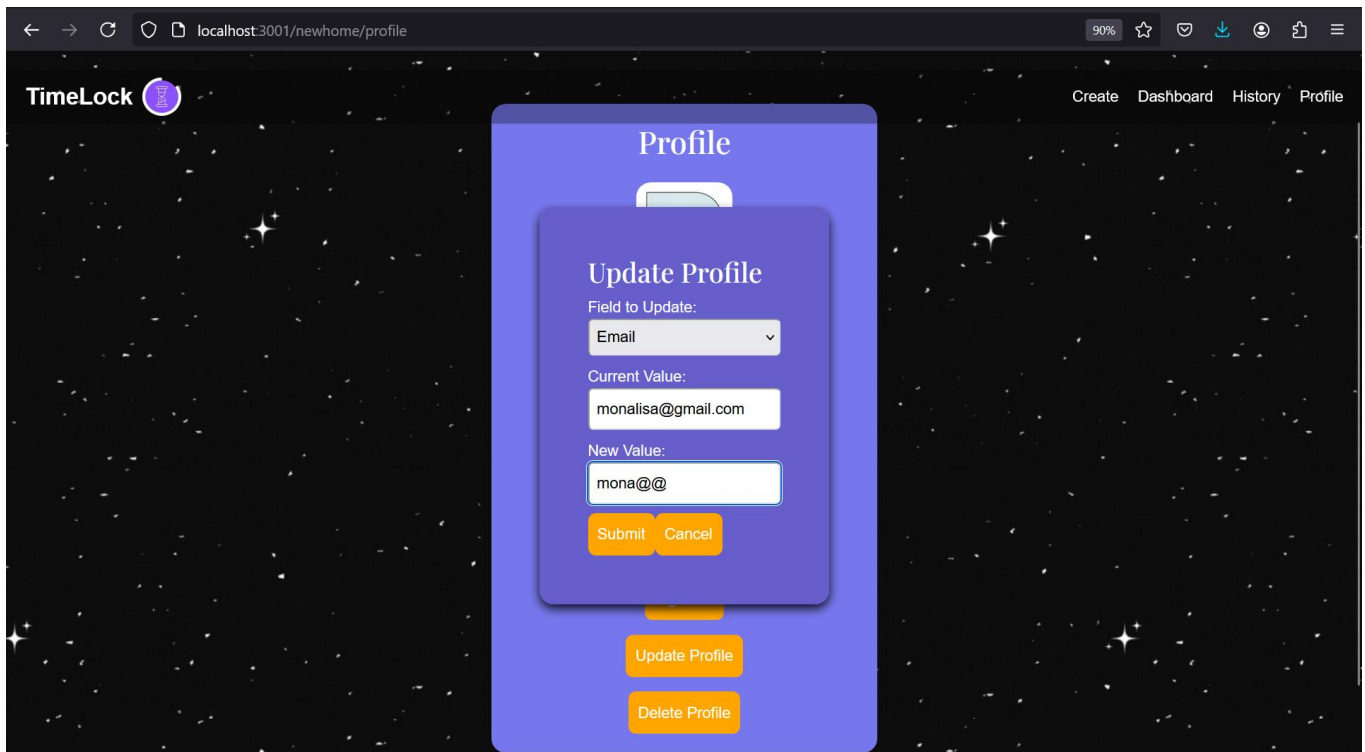 localhost:3001/newhome/profile
90%
TimeLock
Create Dashboard History Profile
Profile
Update Profile
Field to Update:
Email
Current Value:
monalisa@gmail.com
New Value:
mona@@
Submit Cancel
Update Profile
Delete Profile